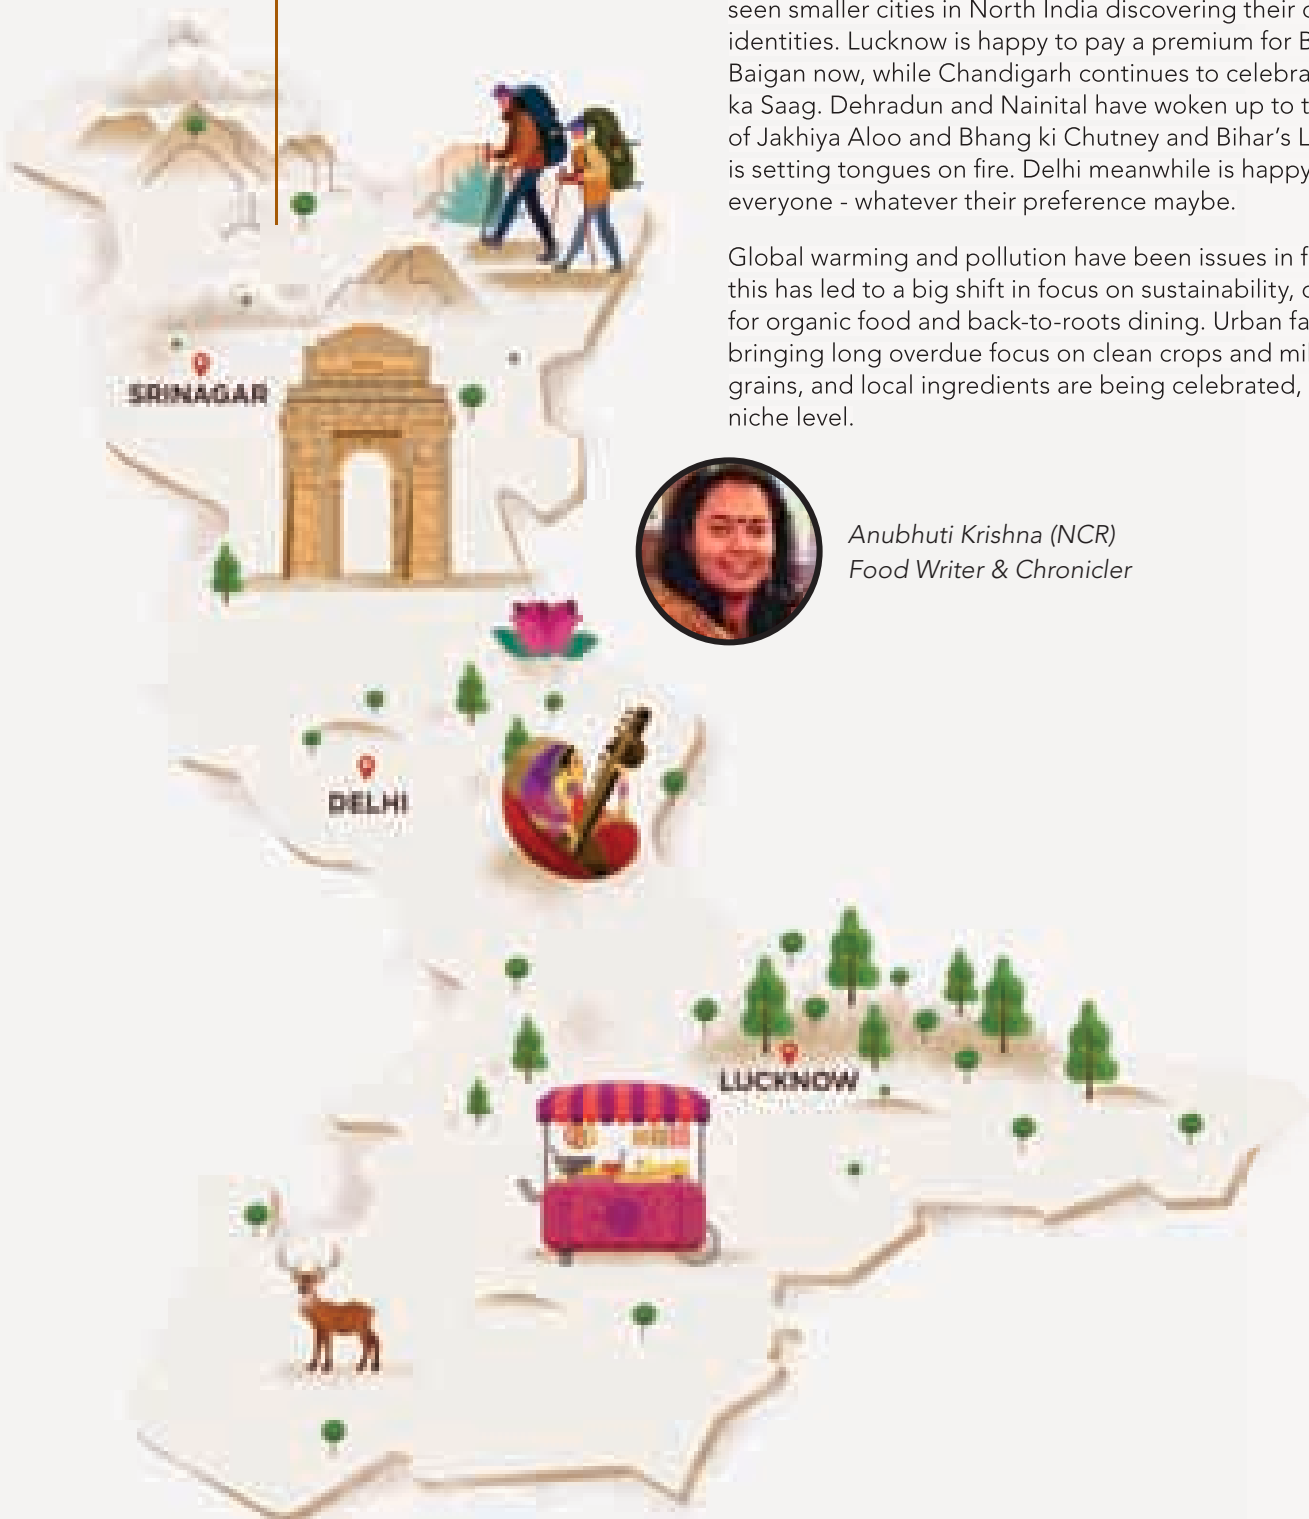 seen smaller cities in North India discovering their
identities. Lucknow is happy to pay a premium for
Baigan now, while Chandigarh continues to
ka Saag. Dehradun and Nainital have woken up to
of Jakhiya Aloo and Bhang ki Chutney and Bihar’s
is setting tongues on fire. Delhi meanwhile is happy
everyone - whatever their preference maybe.
Global warming and pollution have been issues in
this has led to a big shift in focus on sustainability,
for organic food and back-to-roots dining. Urban
bringing long overdue focus on clean crops and
grains, and local ingredients are being celebrated,
niche level.
Anubhuti Krishna (NCR)
Food Writer & Chronicler
SRINAGAR
DELHI
LUCKNOW